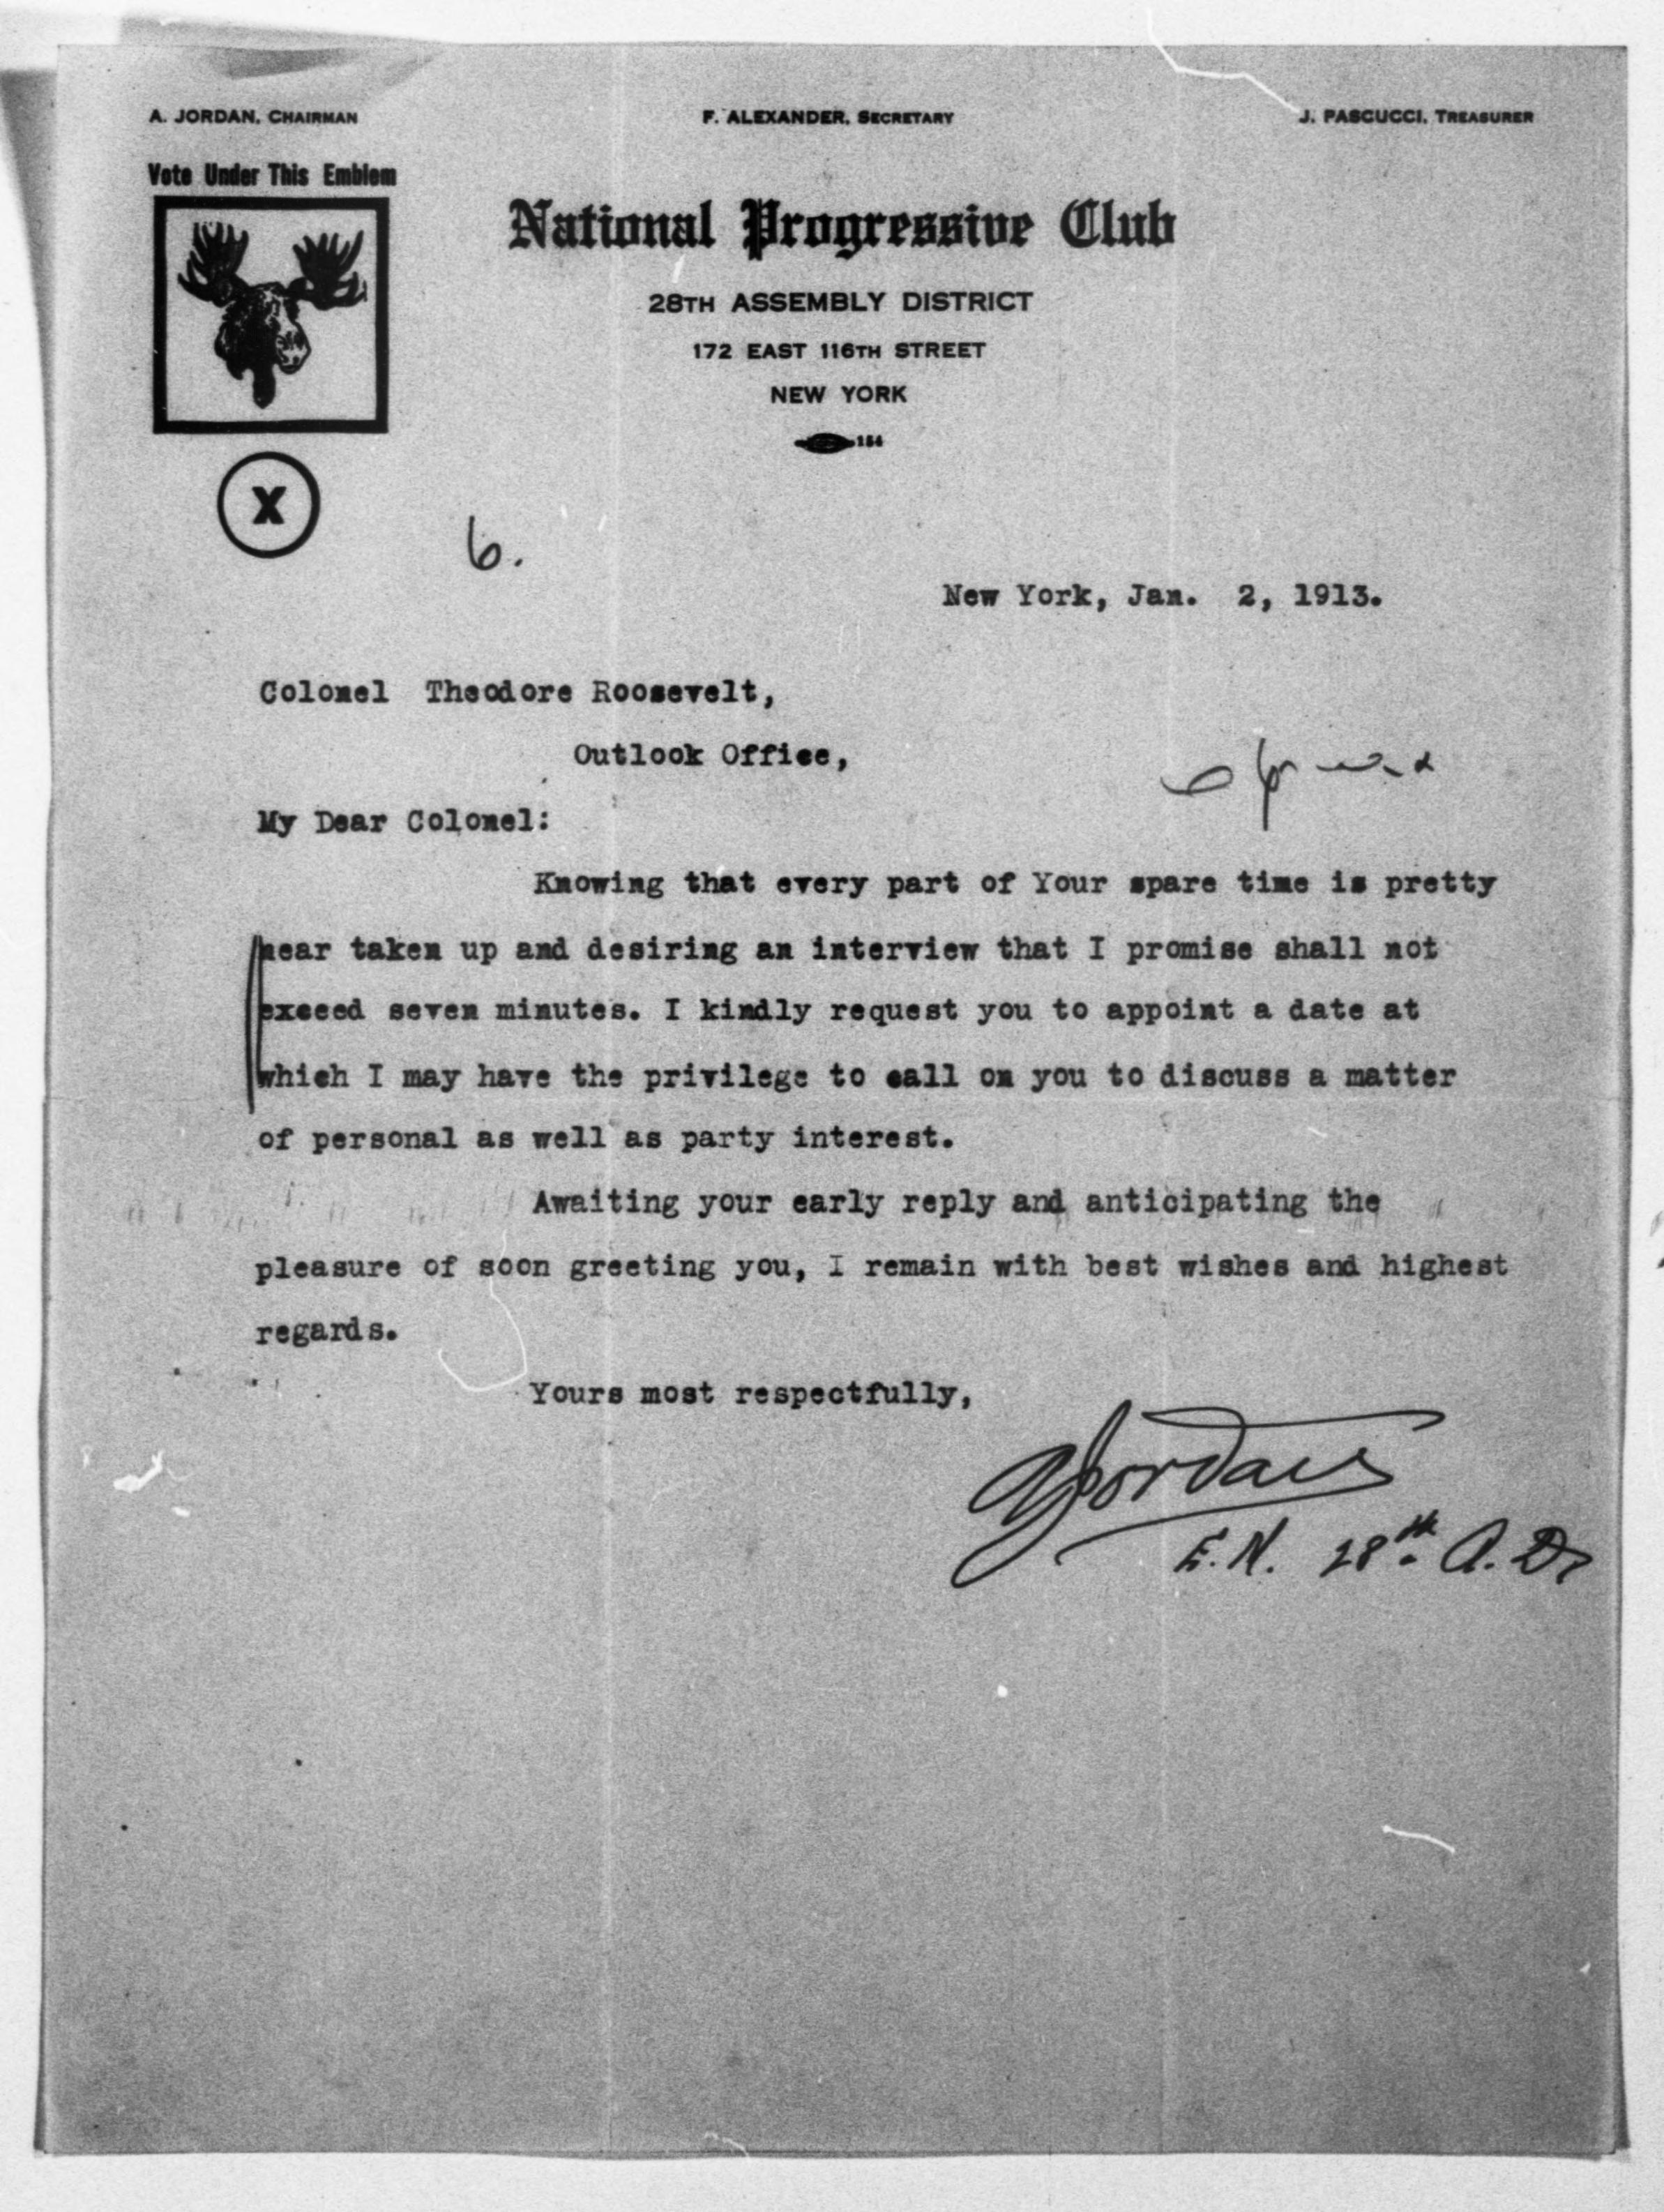 A. JORDAN, CHAIRMAN F. ALEXANDER, SECRETARY J. PASCUCCI, TREASURER
Vote Under This Emblem
National Progressive Club
28TH ASSEMBLY DISTRICT
172 EAST 116TH STREET
NEW YORK
184
X
6.
New York, Jan. 2, 1913.
Colonel Theodore Roosevelt,
Outlook Office,
My Dear Colonel:
Knowing that every part of Your spare time is pretty
near taken up and desiring an interview that I promise shall not
exceed seven minutes. I kindly request you to appoint a date at
which I may have the privilege to call on you to discuss a matter
of personal as well as party interest.
Awaiting your early reply and anticipating the
pleasure of soon greeting you, I remain with best wishes and highest
regards.
Yours most respectfully,
A Jordan
E.N. 28th. A. D.